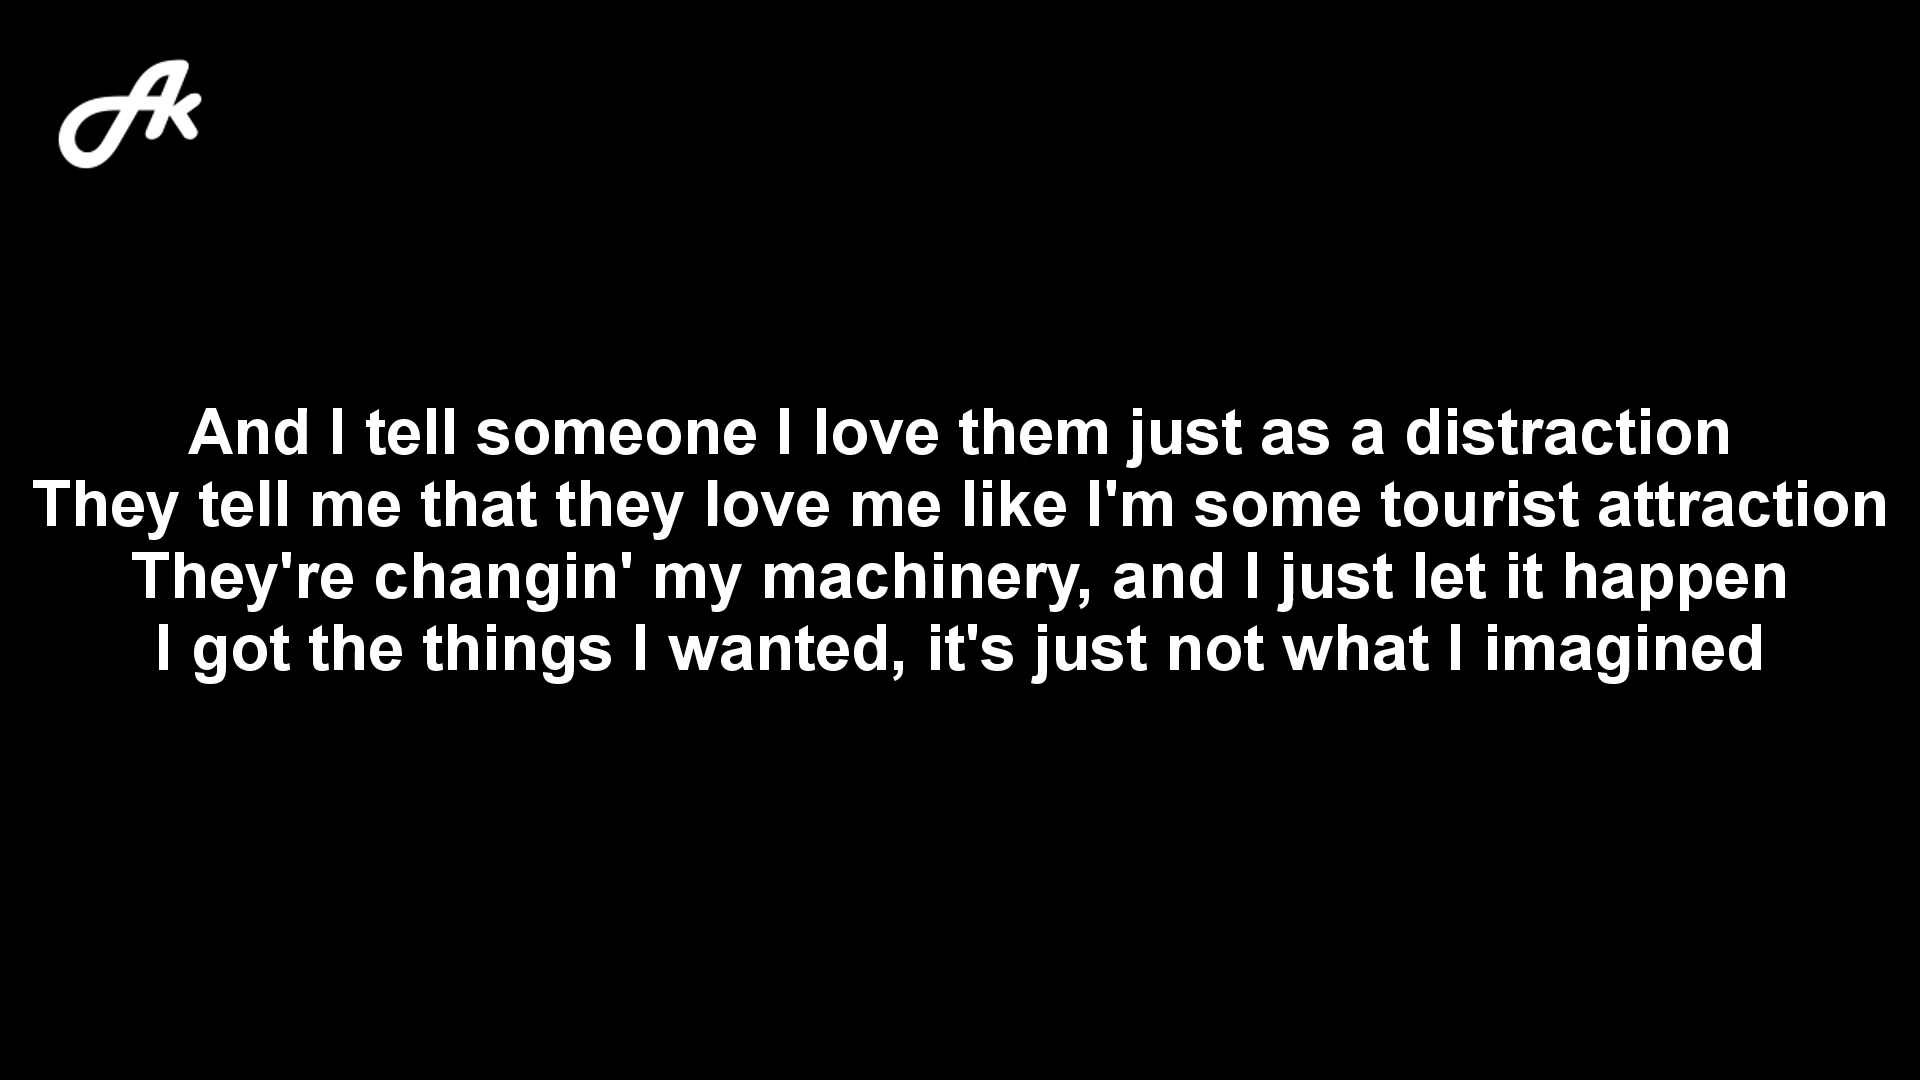 Ak
And I tell someone I love them just as a distraction
They tell me that they love me like I'm some tourist attraction
They're changin' my machinery, and I just let it happen
I got the things I wanted, it's just not what I imagined